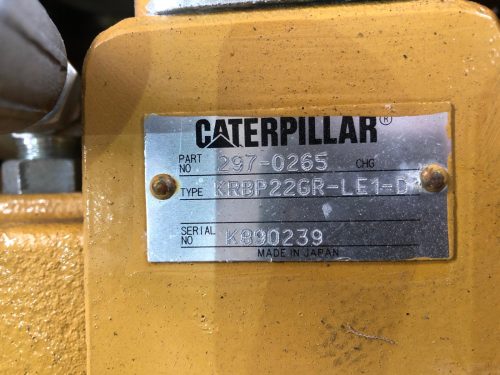 CATERPILLAR®
PART NO 297-0265 CHG
TYPE KRBP22GR-LE1-D
SERIAL NO K890239
MADE IN JAPAN